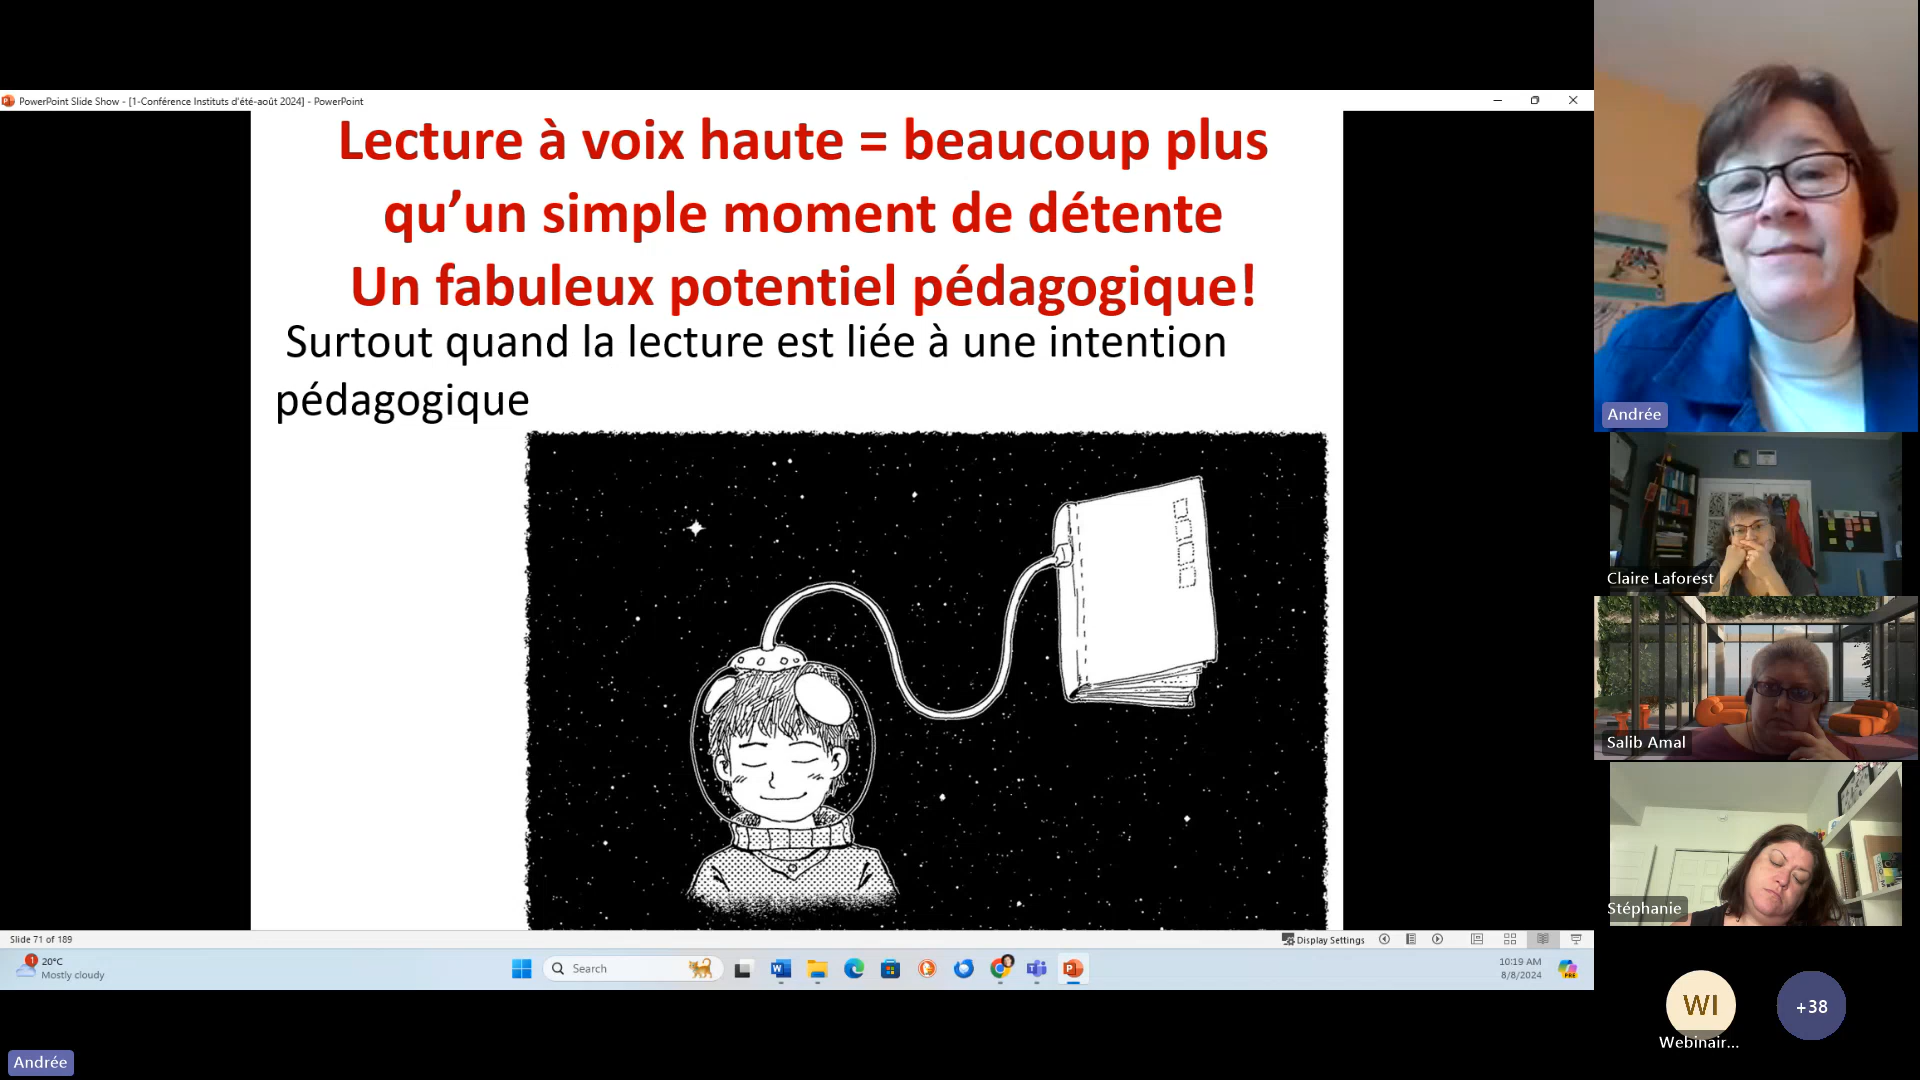 PowerPoint Slide Show - [1-Conférence Instituts d'été-août 2024] - PowerPoint
Lecture à voix haute = beaucoup plus
qu’un simple moment de détente
Un fabuleux potentiel pédagogique!
Surtout quand la lecture est liée à une intention
pédagogique
Slide 71 of 189
Display Settings
1
20°C
Mostly cloudy
Search
10:19 AM
8/8/2024
Andrée
Claire Laforest
Salib Amal
Stéphanie
WI
Webinair...
+38
Andrée